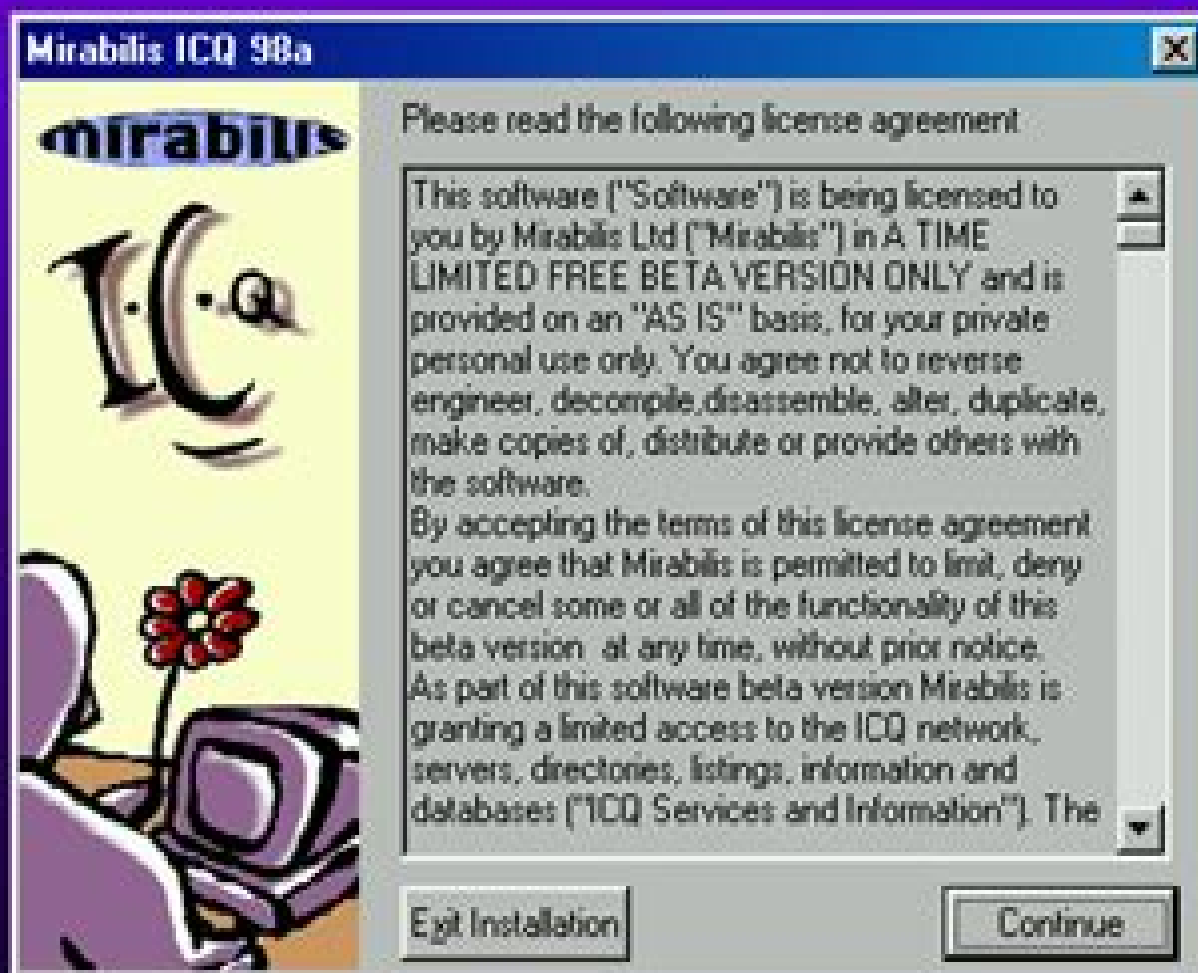 Mirabilis ICQ 98a
mirabilis
I·C·Q
Please read the following license agreement
This software ("Software") is being licensed to
you by Mirabilis Ltd ("Mirabilis") in A TIME
LIMITED FREE BETA VERSION ONLY and is
provided on an "AS IS" basis, for your private
personal use only. You agree not to reverse
engineer, decompile,disassemble, alter, duplicate,
make copies of, distribute or provide others with
the software.
By accepting the terms of this license agreement
you agree that Mirabilis is permitted to limit, deny
or cancel some or all of the functionality of this
beta version  at any time, without prior notice.
As part of this software beta version Mirabilis is
granting a limited access to the ICQ network,
servers, directories, listings, information and
databases ("ICQ Services and Information"). The
Exit Installation
Continue